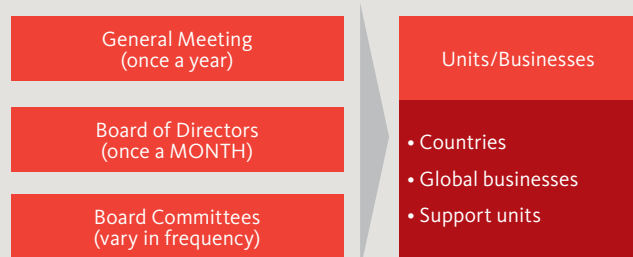 General Meeting
(once a year)
Board of Directors
(once a MONTH)
Board Committees
(vary in frequency)
Units/Businesses
• Countries
• Global businesses
• Support units